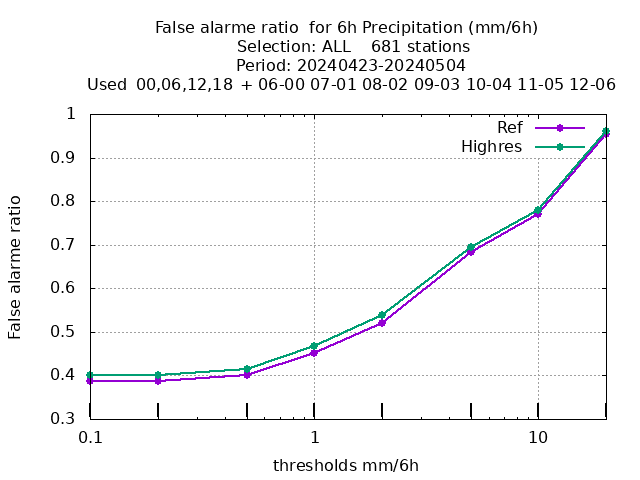 False alarme ratio  for 6h Precipitation (mm/6h)
Selection: ALL    681 stations
Period: 20240423-20240504
Used  00,06,12,18 + 06-00 07-01 08-02 09-03 10-04 11-05 12-06
Ref
Highres
1
0.9
0.8
0.7
0.6
0.5
0.4
0.3
False alarme ratio
0.1 1 10
thresholds mm/6h